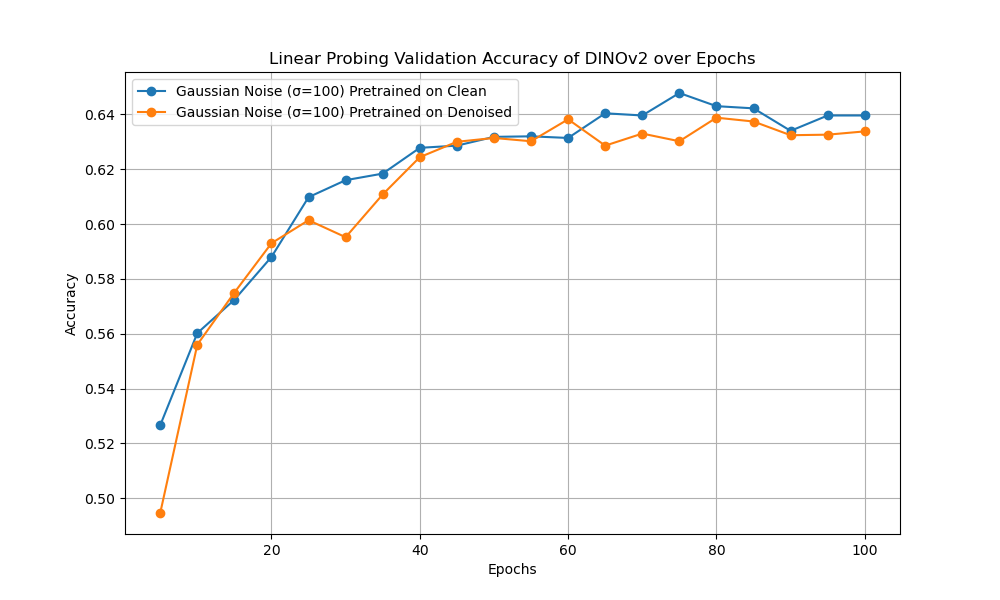 Linear Probing Validation Accuracy of DINOv2 over Epochs
Gaussian Noise (σ=100) Pretrained on Clean
Gaussian Noise (σ=100) Pretrained on Denoised
Accuracy
0.64
0.62
0.60
0.58
0.56
0.54
0.52
0.50
20 40 60 80 100
Epochs